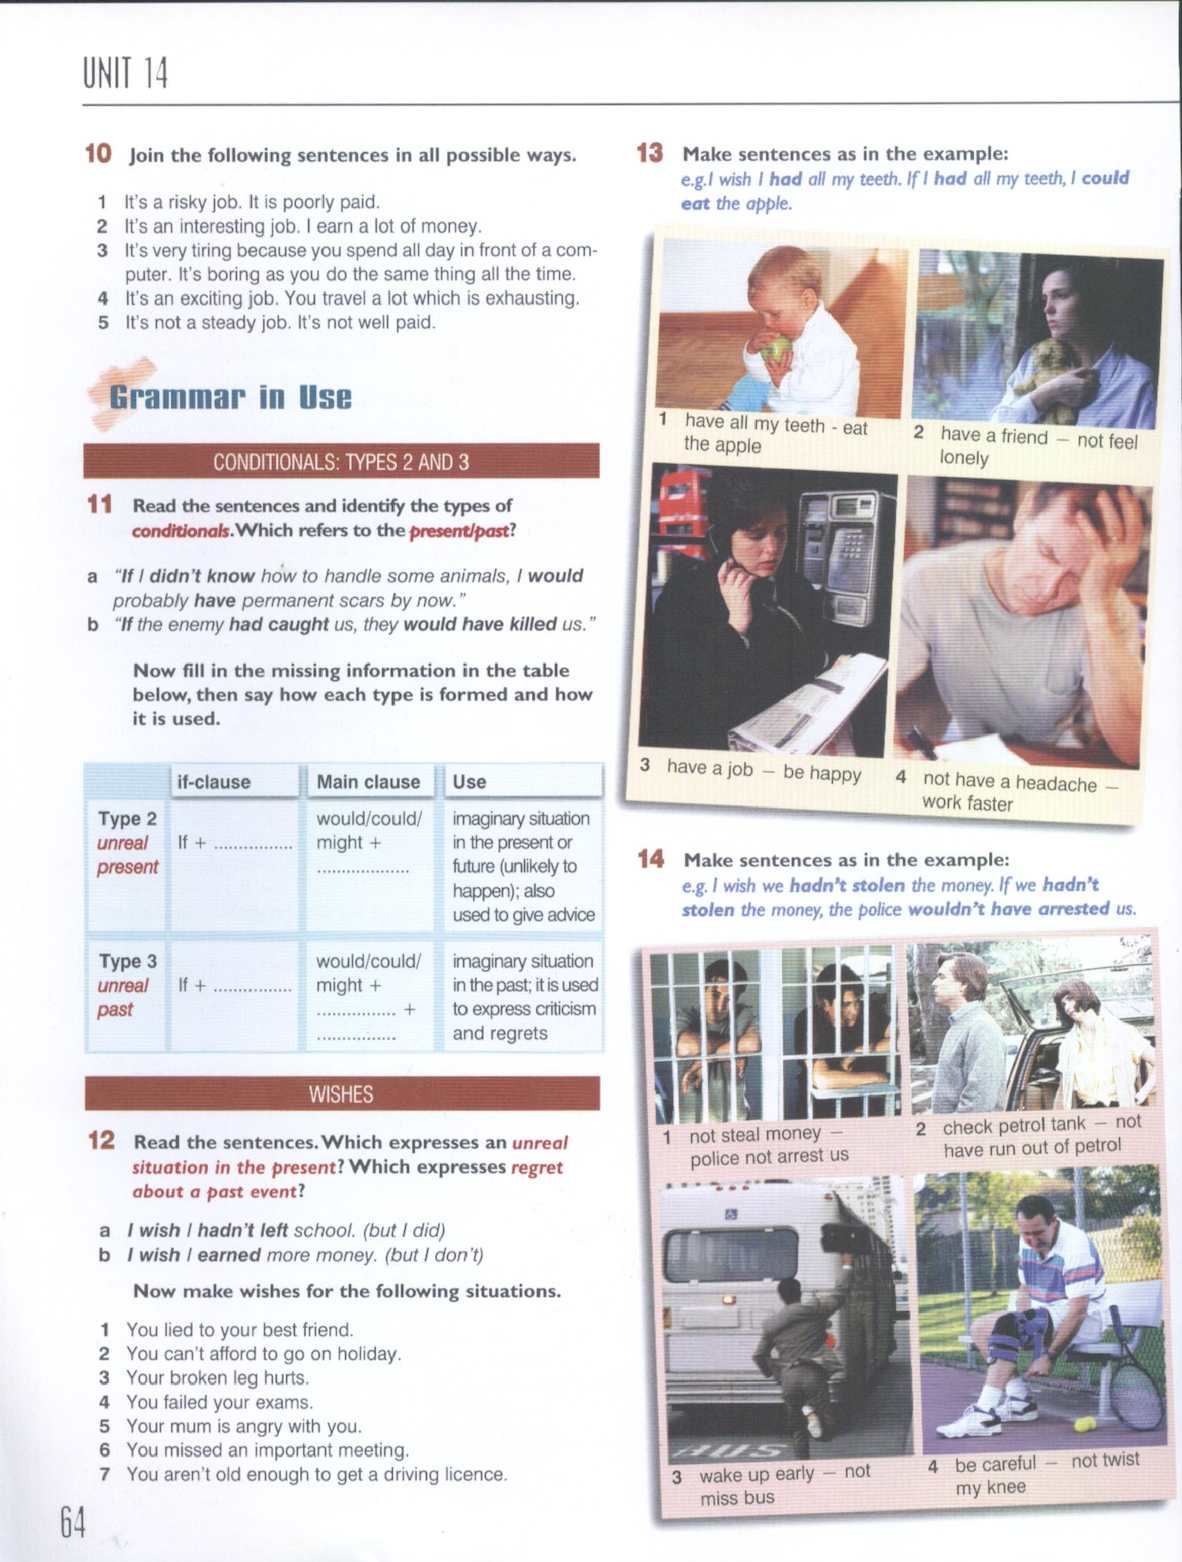 UNIT 14
10 Join the following sentences in all possible ways.
1 It's a risky job. It is poorly paid.
2 It's an interesting job. I earn a lot of money.
3 It's very tiring because you spend all day in front of a com-
puter. It's boring as you do the same thing all the time.
4 It's an exciting job. You travel a lot which is exhausting.
5 It's not a steady job. It's not well paid.
Grammar in Use
CONDITIONALS: TYPES 2 AND 3
11 Read the sentences and identify the types of
conditionals. Which refers to the present/past?
a "If I didn't know how to handle some animals, I would
probably have permanent scars by now."
b "If the enemy had caught us, they would have killed us."
Now fill in the missing information in the table
below, then say how each type is formed and how
it is used.
if-clause Main clause Use
Type 2 would/could/ imaginary situation
unreal If + ............... might + in the present or
present .................. future (unlikely to
happen); also
used to give advice
Type 3 would/could/ imaginary situation
unreal If + ............... might + in the past; it is used
past ............... + to express criticism
............... and regrets
WISHES
12 Read the sentences. Which expresses an unreal
situation in the present? Which expresses regret
about a past event?
a I wish I hadn't left school. (but I did)
b I wish I earned more money. (but I don't)
Now make wishes for the following situations.
1 You lied to your best friend.
2 You can't afford to go on holiday.
3 Your broken leg hurts.
4 You failed your exams.
5 Your mum is angry with you.
6 You missed an important meeting.
7 You aren't old enough to get a driving licence.
64
13 Make sentences as in the example:
e.g.I wish I had all my teeth. If I had all my teeth, I could
eat the apple.
1 have all my teeth - eat
the apple
2 have a friend – not feel
lonely
3 have a job – be happy
4 not have a headache –
work faster
14 Make sentences as in the example:
e.g. I wish we hadn't stolen the money. If we hadn't
stolen the money, the police wouldn't have arrested us.
1 not steal money –
police not arrest us
2 check petrol tank – not
have run out of petrol
BUS
3 wake up early – not
miss bus
4 be careful – not twist
my knee